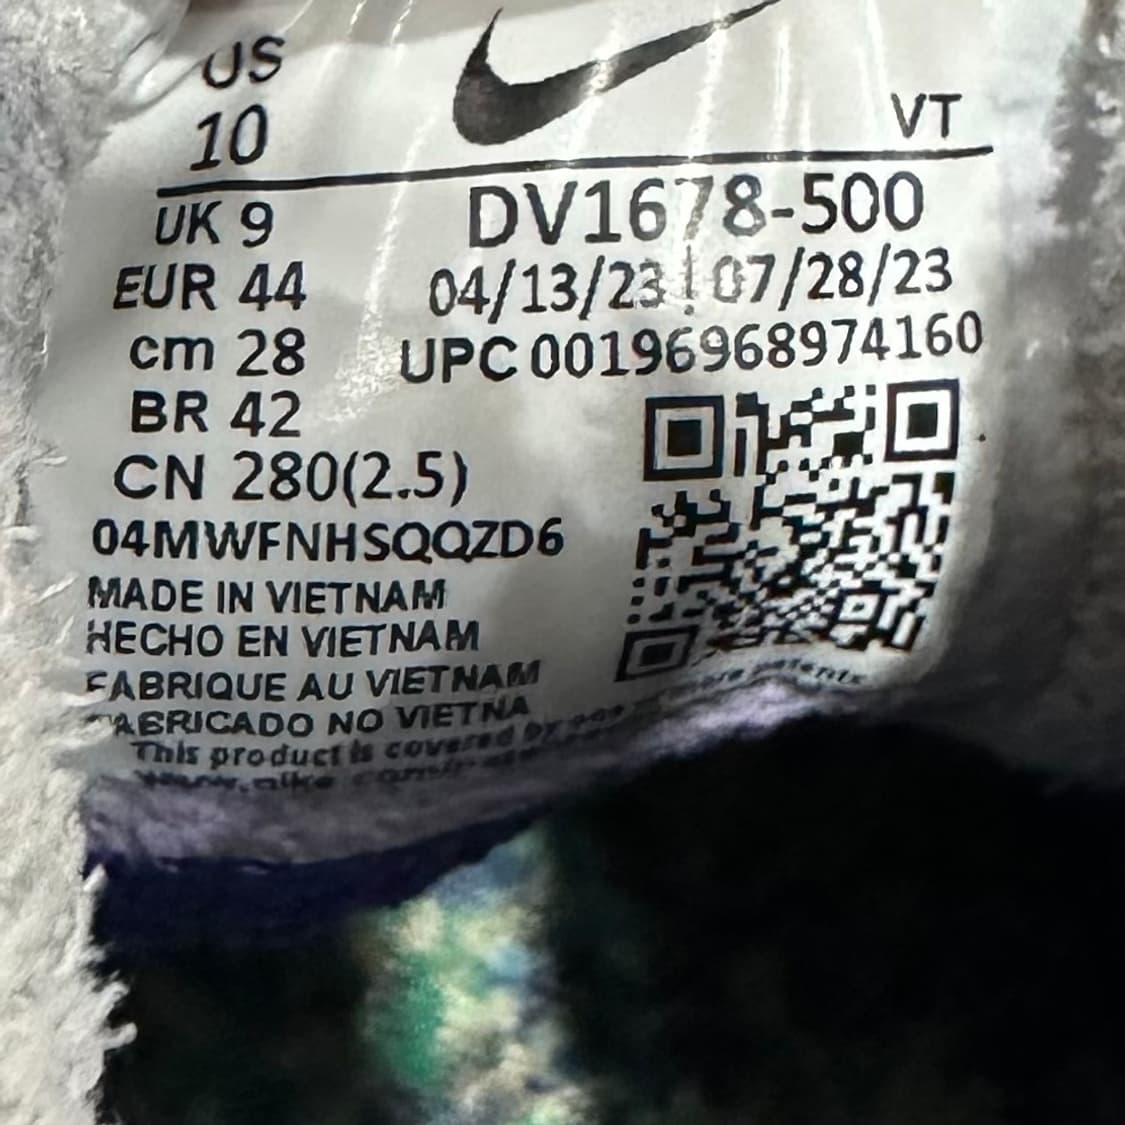 US
10
VT
UK 9
DV1678-500
EUR 44
04/13/23 | 07/28/23
cm 28
UPC 00196968974160
BR 42
CN 280(2.5)
04MWFNHSQQZD6
MADE IN VIETNAM
HECHO EN VIETNAM
FABRIQUE AU VIETNAM
FABRICADO NO VIETNA
This product is covered by
patents